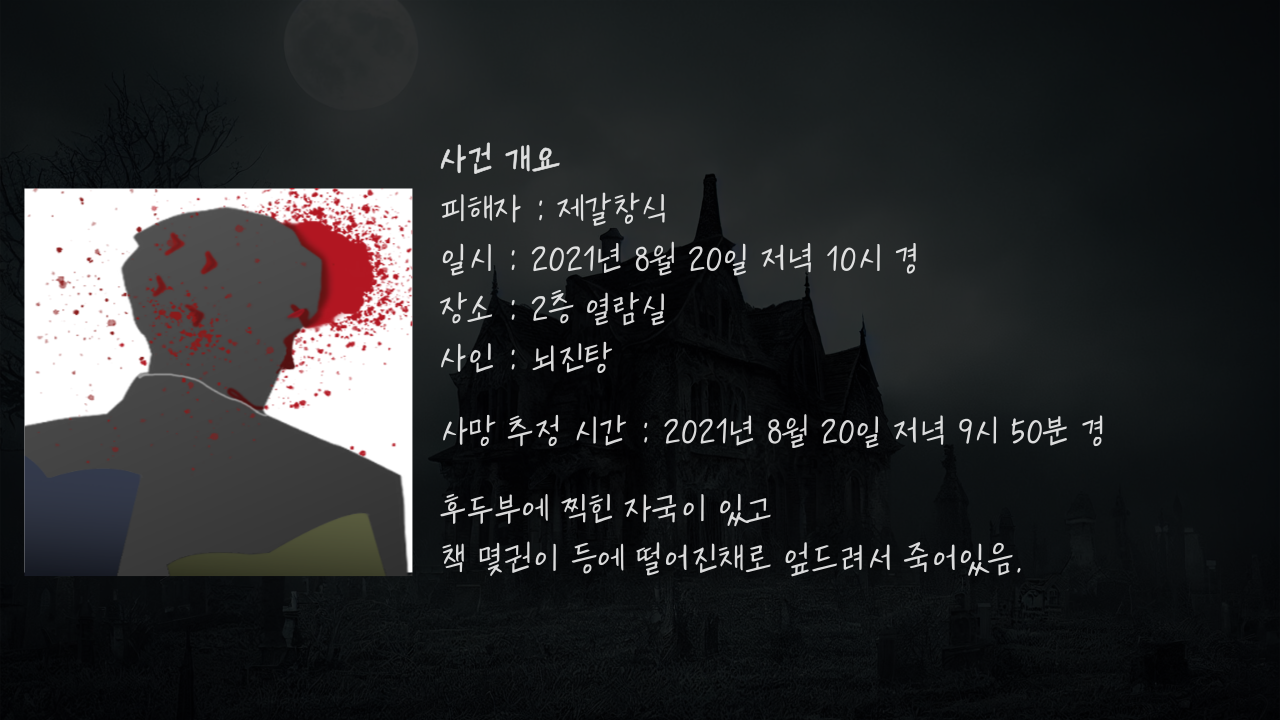 사건 개요
피해자 : 제갈창식
일시 : 2021년 8월 20일 저녁 10시 경
장소 : 2층 열람실
사인 : 뇌진탕
사망 추정 시간 : 2021년 8월 20일 저녁 9시 50분 경
후두부에 찍힌 자국이 있고
책 몇권이 등에 떨어진채로 엎드려서 죽어있음.